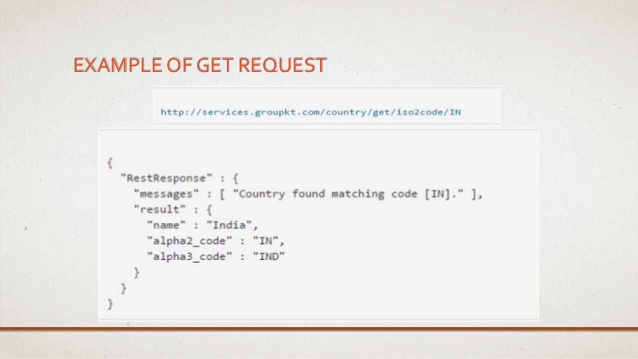 EXAMPLE OF GET REQUEST
http://services.groupkt.com/country/get/iso2code/IN
{
"RestResponse" : {
"messages" : [ "Country found matching code [IN]." ],
"result" : {
"name" : "India",
"alpha2_code" : "IN",
"alpha3_code" : "IND"
}
}
}